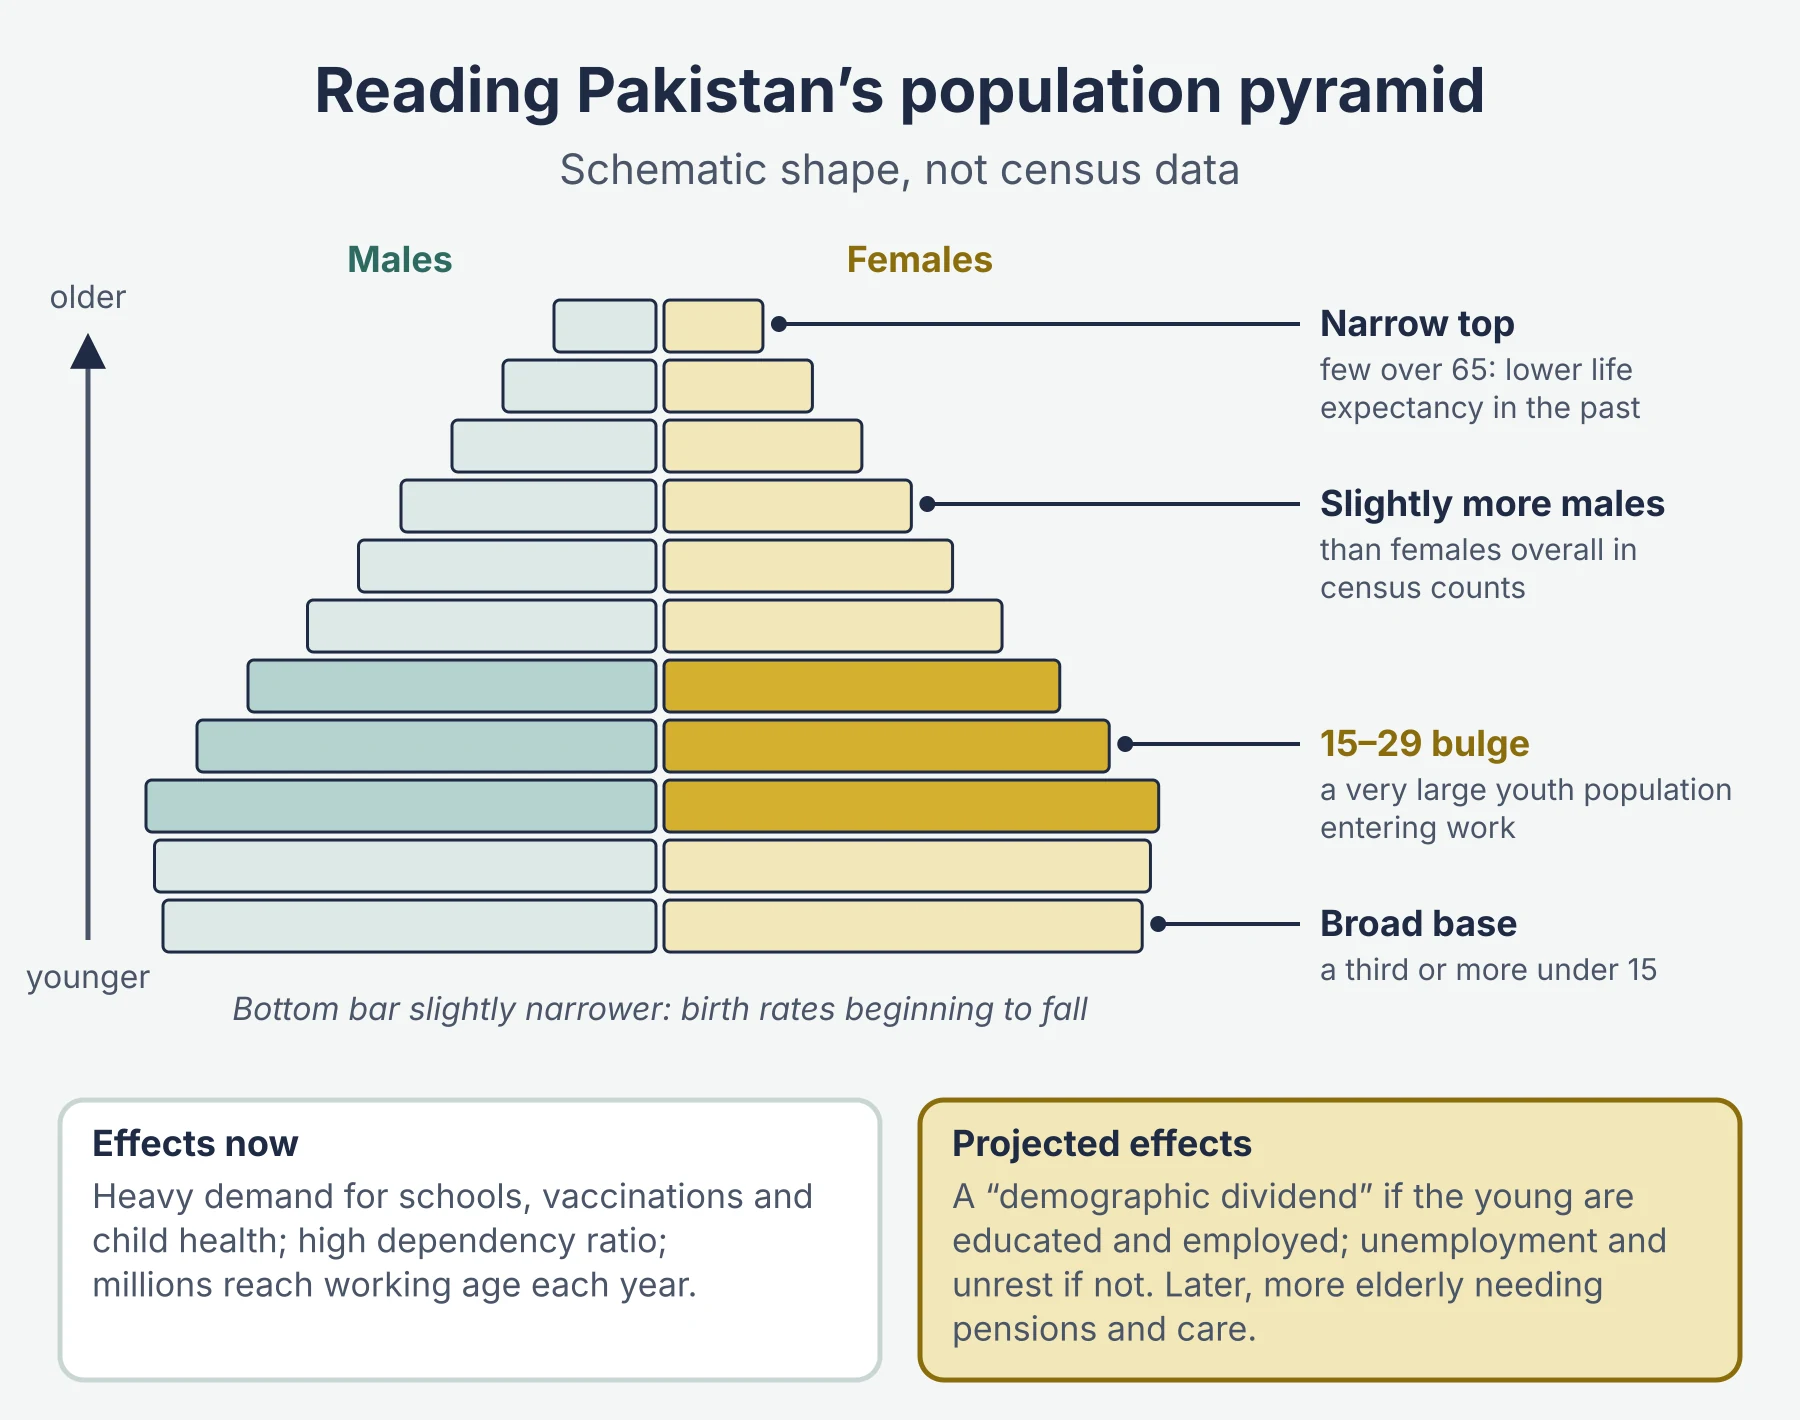 Reading Pakistan’s population pyramid
Schematic shape, not census data
Males
Females
older
younger
Narrow top
few over 65: lower life
expectancy in the past
Slightly more males
than females overall in
census counts
15–29 bulge
a very large youth population
entering work
Broad base
a third or more under 15
Bottom bar slightly narrower: birth rates beginning to fall
Effects now
Heavy demand for schools, vaccinations and
child health; high dependency ratio;
millions reach working age each year.
Projected effects
A “demographic dividend” if the young are
educated and employed; unemployment and
unrest if not. Later, more elderly needing
pensions and care.